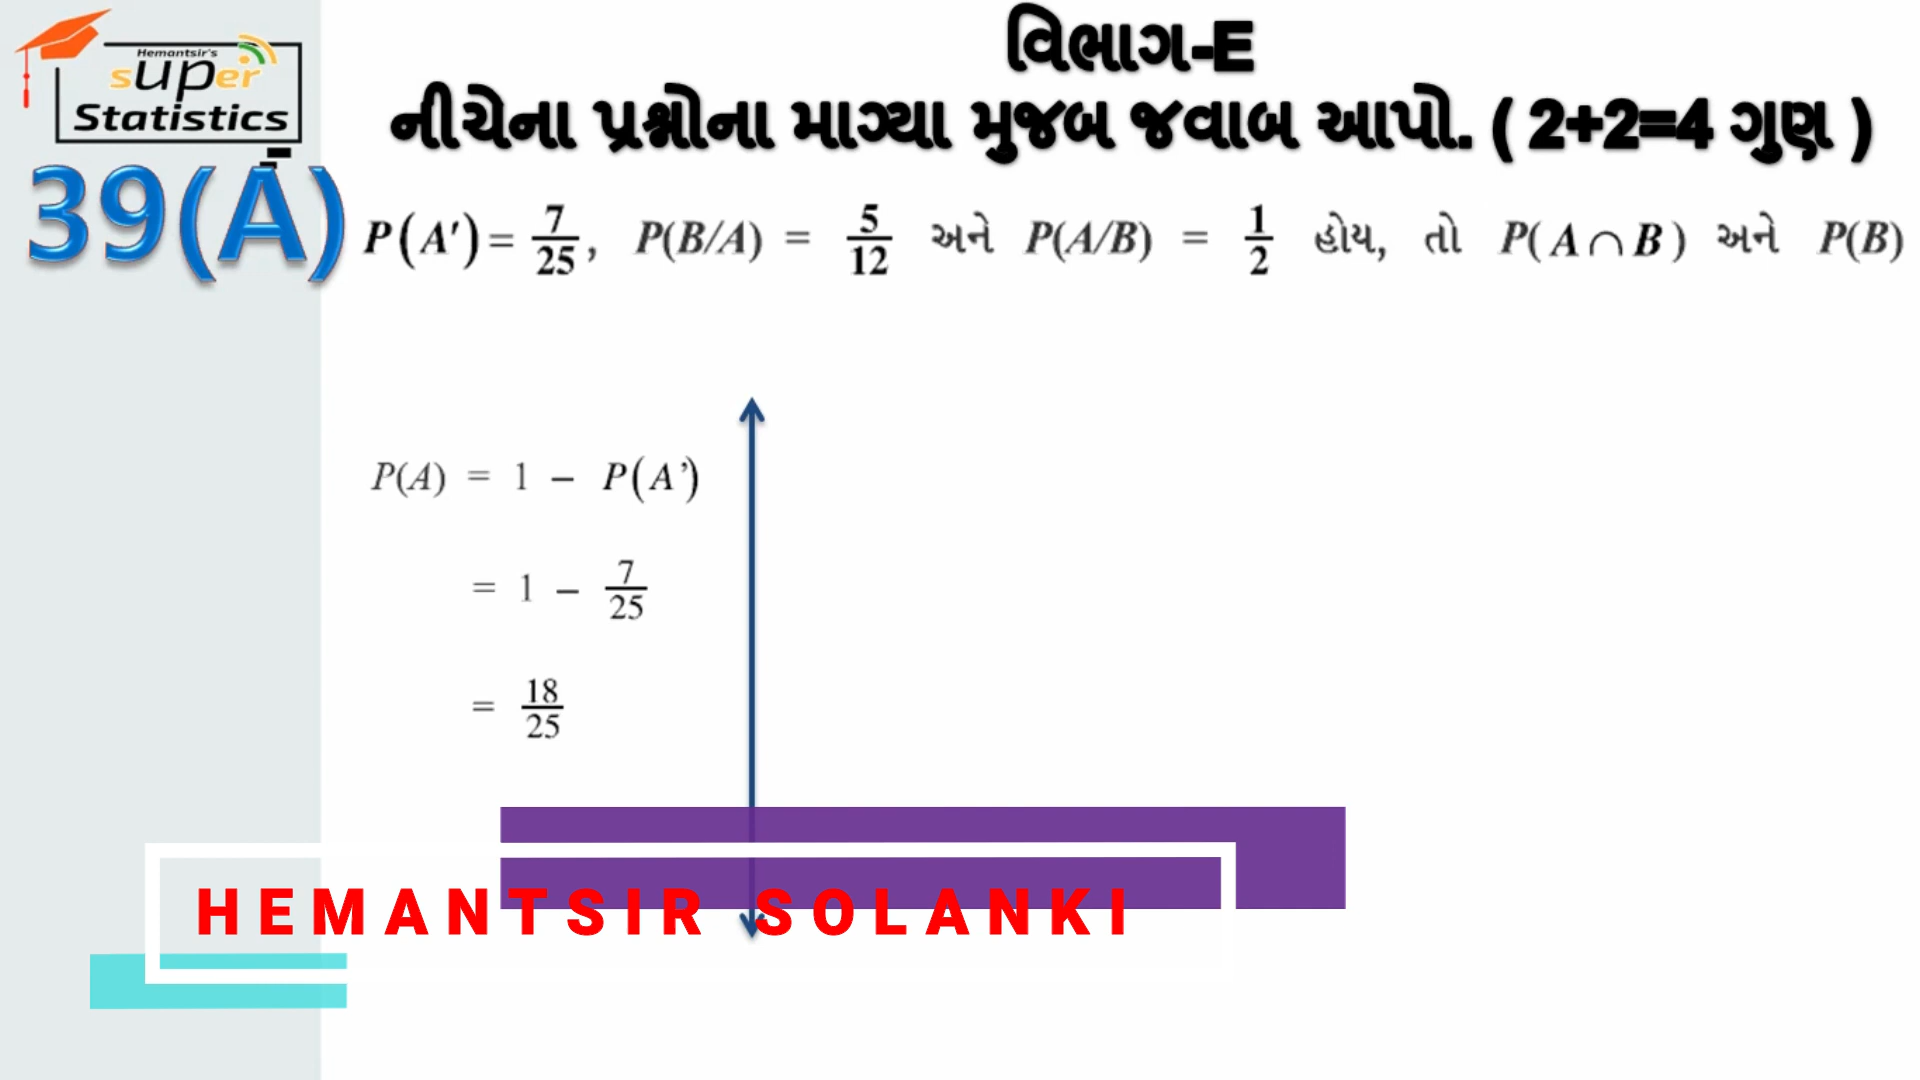 Hemantsir's
super
Statistics
વિભાગ-E
નીચેના પ્રશ્નોના માગ્યા મુજબ જવાબ આપો. ( 2+2=4 ગુણ )
39(A) P(A′) = 7/25, P(B/A) = 5/12 અને P(A/B) = 1/2 હોય, તો P(A∩B) અને P(B)
P(A) = 1 – P(A’)
= 1 – 7/25
= 18/25
HEMANTSIR SOLANKI